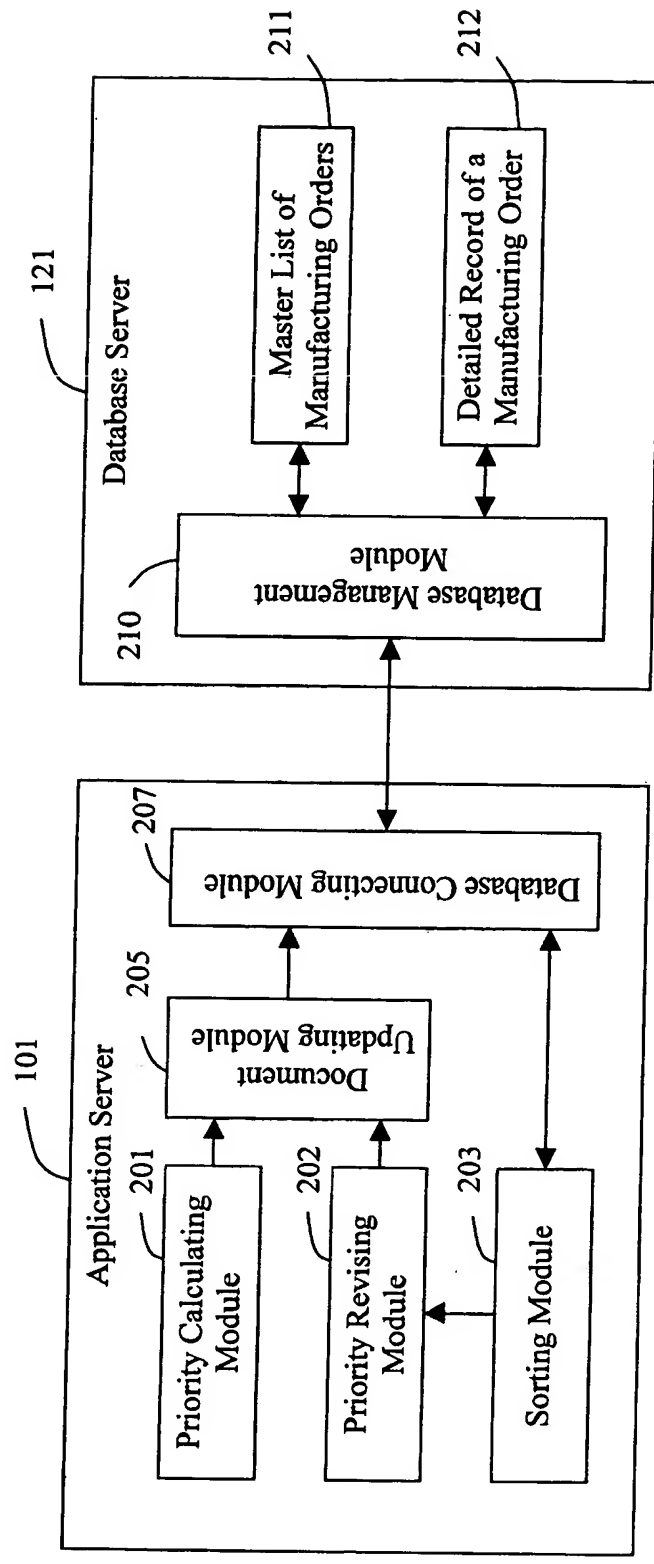 101
Application Server
201
Priority Calculating
Module
202
Priority Revising
Module
203
Sorting Module
205
Document
Updating Module
207
Database Connecting Module
121
Database Server
210
Database Management
Module
Master List of
Manufacturing Orders
211
Detailed Record of a
Manufacturing Order
212